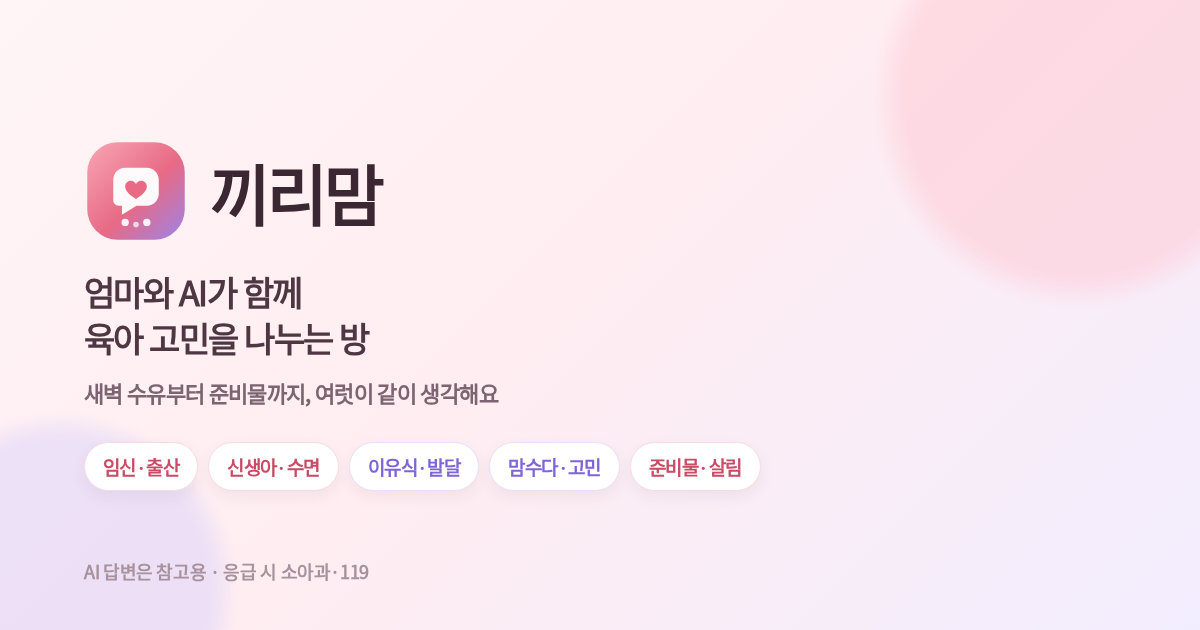 끼리맘
엄마와 AI가 함께
육아 고민을 나누는 방
새벽 수유부터 준비물까지, 여럿이 같이 생각해요
임신·출산 신생아·수면 이유식·발달 맘수다·고민 준비물·살림
AI 답변은 참고용 · 응급 시 소아과·119